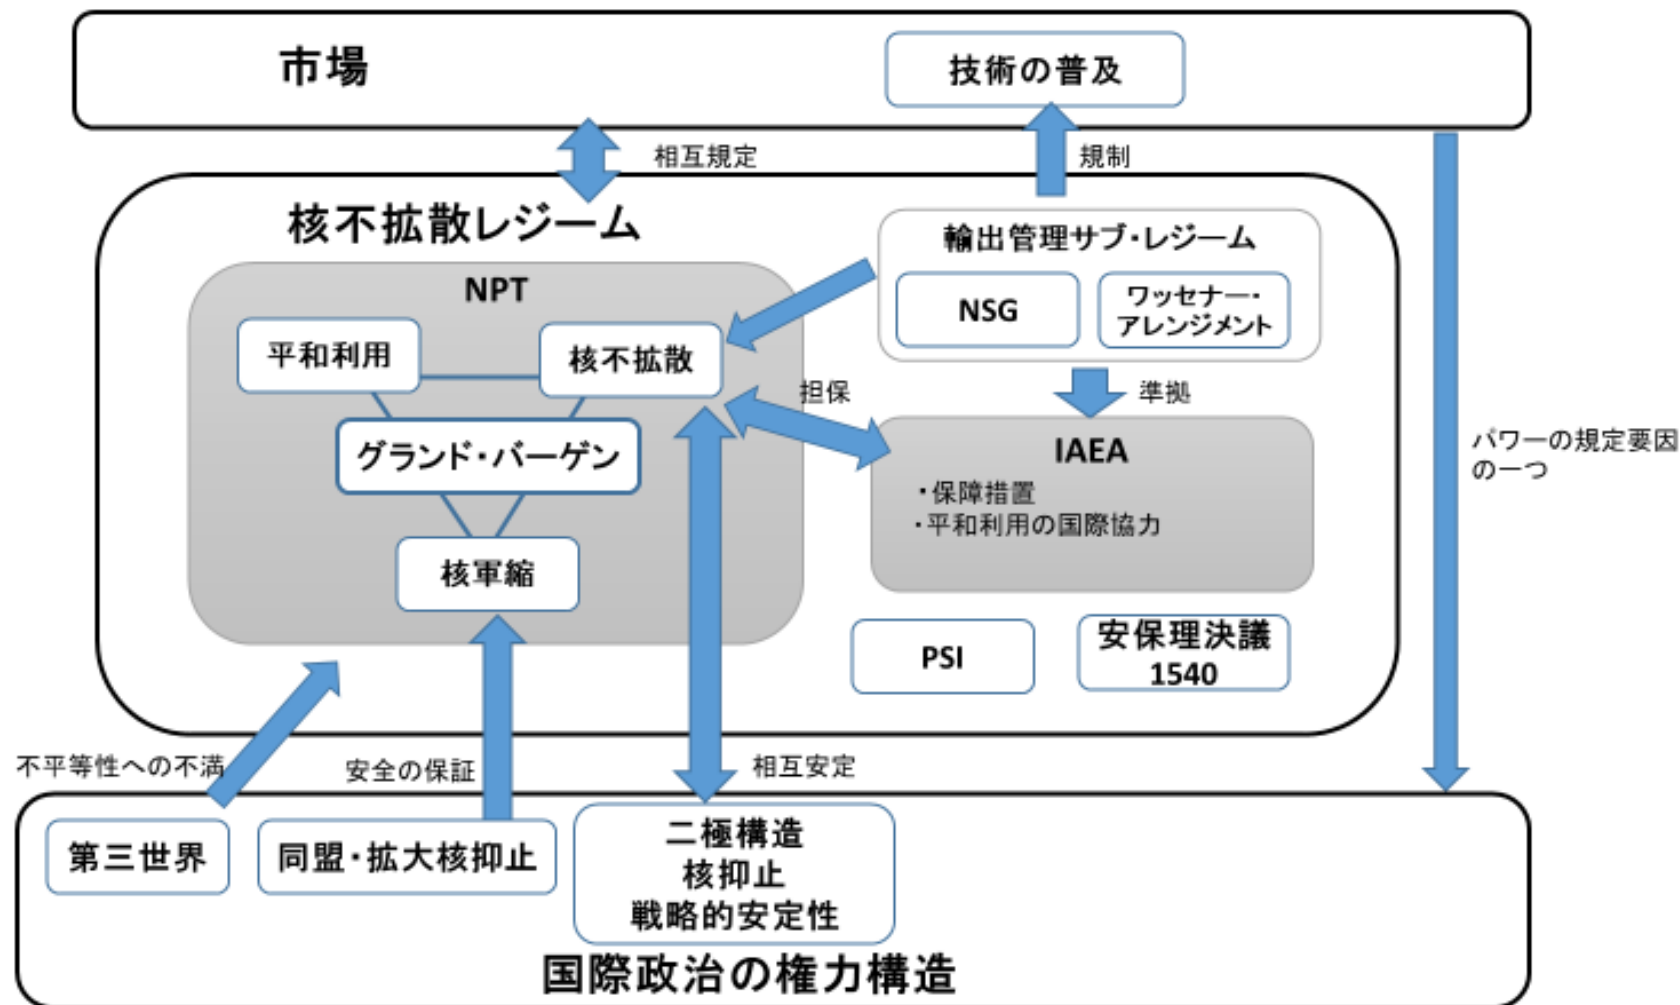 市場
技術の普及
相互規定
規制
核不拡散レジーム
輸出管理サブ・レジーム
NSG
ワッセナー・
アレンジメント
NPT
平和利用
核不拡散
グランド・バーゲン
核軍縮
担保
準拠
IAEA
・保障措置
・平和利用の国際協力
パワーの規定要因
の一つ
PSI
安保理決議
1540
不平等性への不満
安全の保証
相互安定
第三世界
同盟・拡大核抑止
二極構造
核抑止
戦略的安定性
国際政治の権力構造